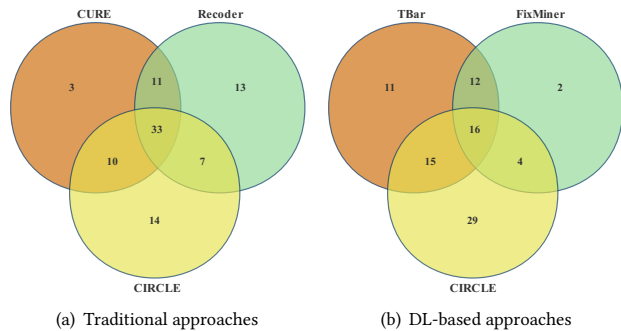 CURE Recoder
3 11 13
33
10 7
14
CIRCLE
(a) Traditional approaches
TBar FixMiner
11 12 2
16
15 4
29
CIRCLE
(b) DL-based approaches